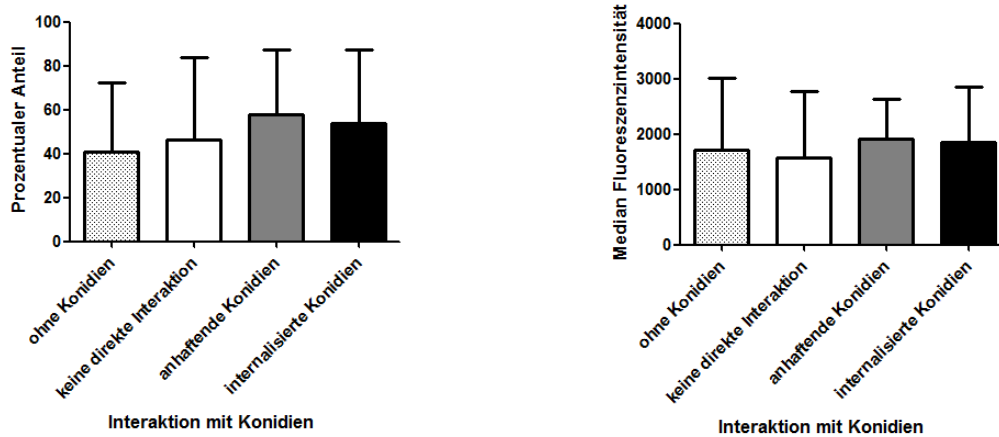 Prozentualer Anteil
100
80
60
40
20
0
ohne Konidien
keine direkte Interaktion
anhaftende Konidien
internalisierte Konidien
Interaktion mit Konidien
Median Fluoreszenzintensität
4000
3000
2000
1000
0
ohne Konidien
keine direkte Interaktion
anhaftende Konidien
internalisierte Konidien
Interaktion mit Konidien